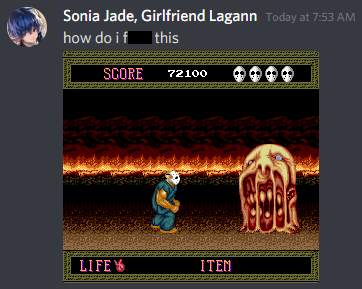 Sonia Jade, Girlfriend Lagann Today at 7:53 AM
how do i f this
SCORE 72100
LIFE ITEM